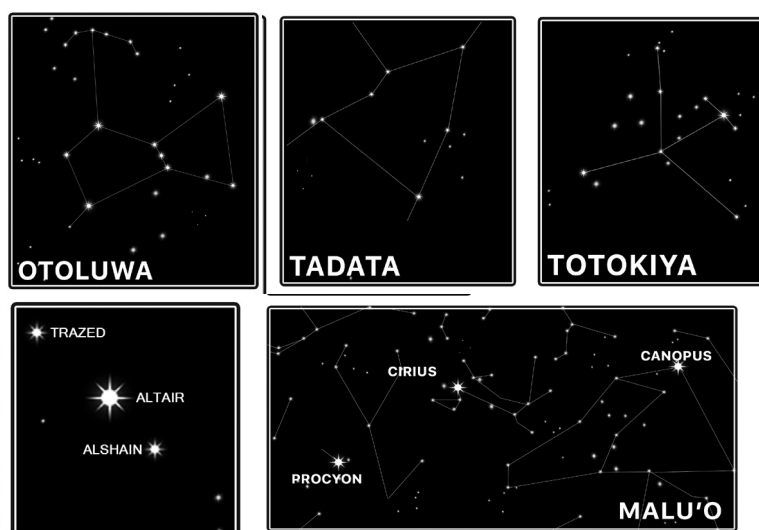 OTOLUWA
TADATA
TOTOKIYA
TRAZED
ALTAIR
ALSHAIN
CIRIUS
CANOPUS
PROCYON
MALU‘O